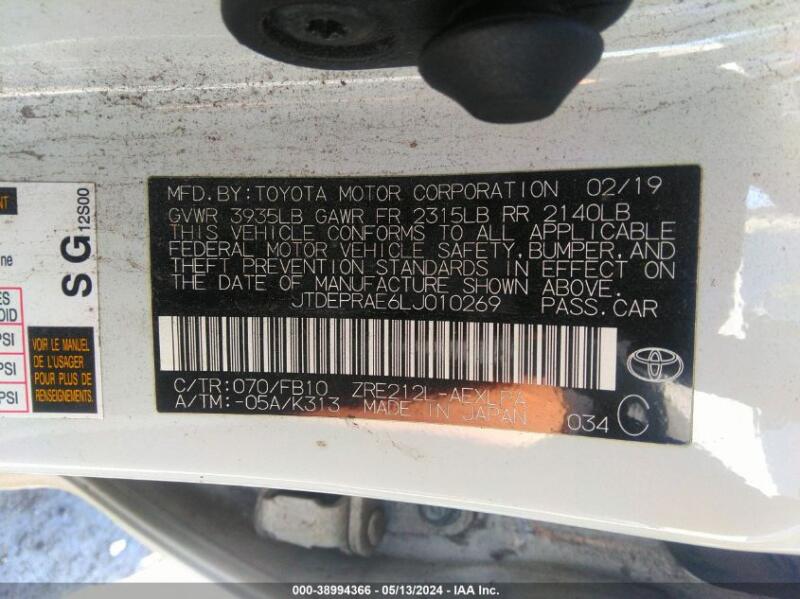 MFD. BY: TOYOTA MOTOR CORPORATION 02/19
GVWR 3935LB GAWR FR 2315LB RR 2140LB
THIS VEHICLE CONFORMS TO ALL APPLICABLE
FEDERAL MOTOR VEHICLE SAFETY, BUMPER, AND
THEFT PREVENTION STANDARDS IN EFFECT ON
THE DATE OF MANUFACTURE SHOWN ABOVE.
JTDEPRAE6LJ010269 PASS.CAR
C/TR:070/FB10 ZRE212L-AEXLPA
A/TM:-05A/K313 MADE IN JAPAN 034 C
SG 12S00
VOIR LE MANUEL
DE L'USAGER
POUR PLUS DE
RENSEIGNEMENTS
PSI
PSI
PSI
000-38994366 - 05/13/2024 - IAA Inc.